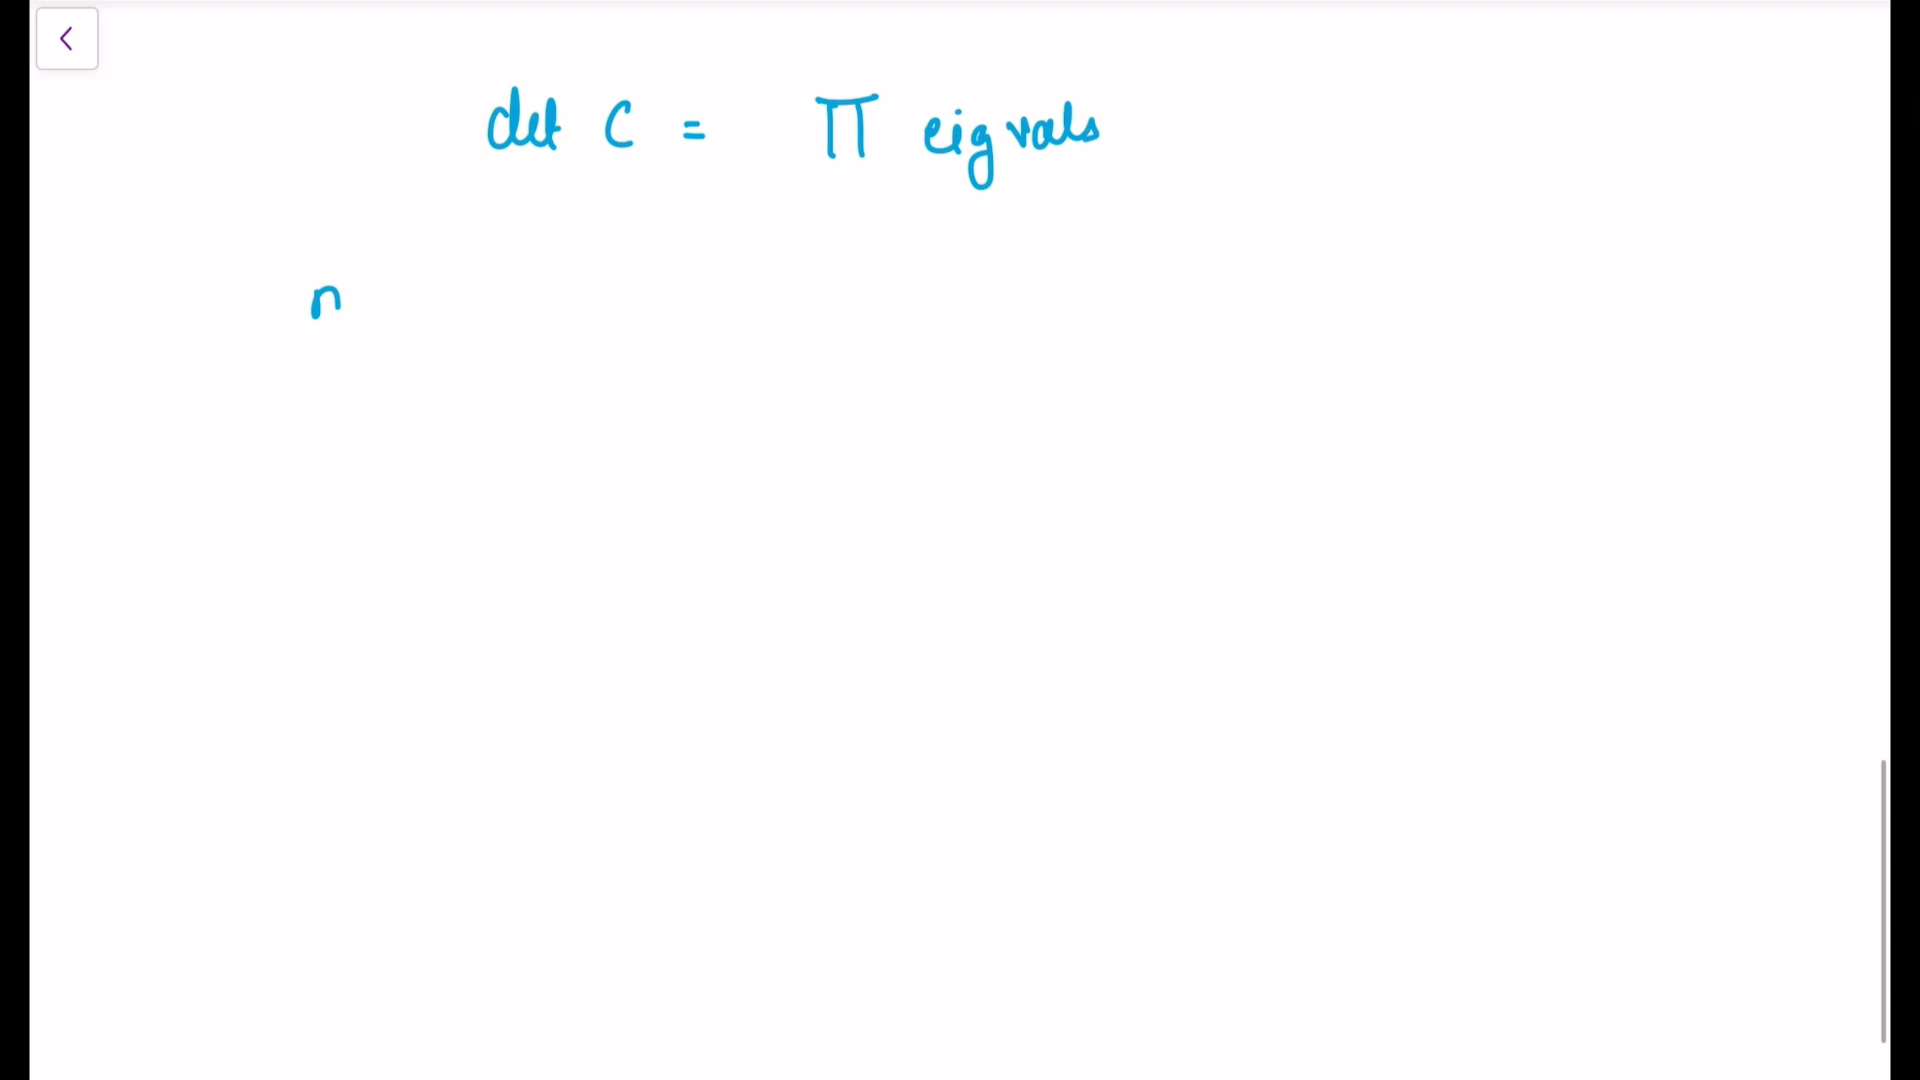 det C = Π eigvals
n